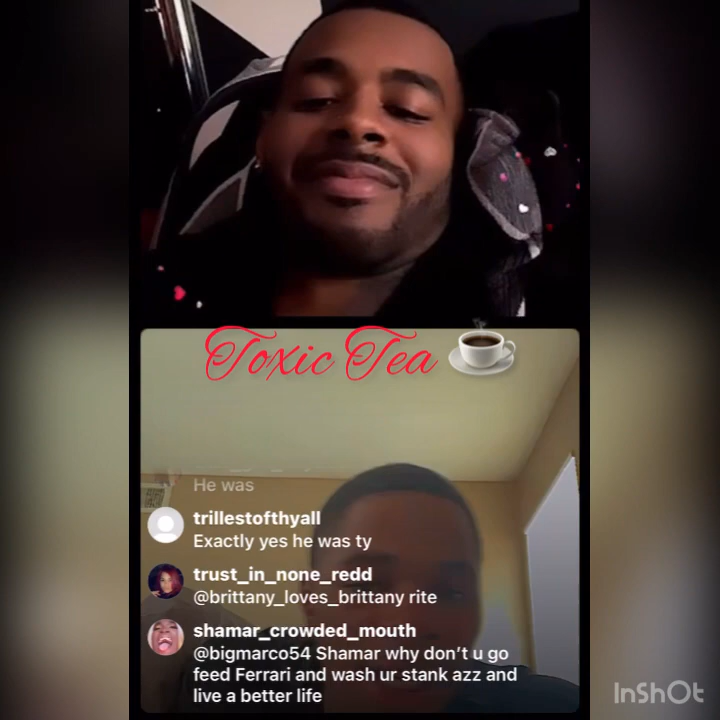 Toxic Tea
He was
trillestofthyall
Exactly yes he was ty
trust_in_none_redd
@brittany_loves_brittany rite
shamar_crowded_mouth
@bigmarco54 Shamar why don’t u go
feed Ferrari and wash ur stank azz and
live a better life
InShOt